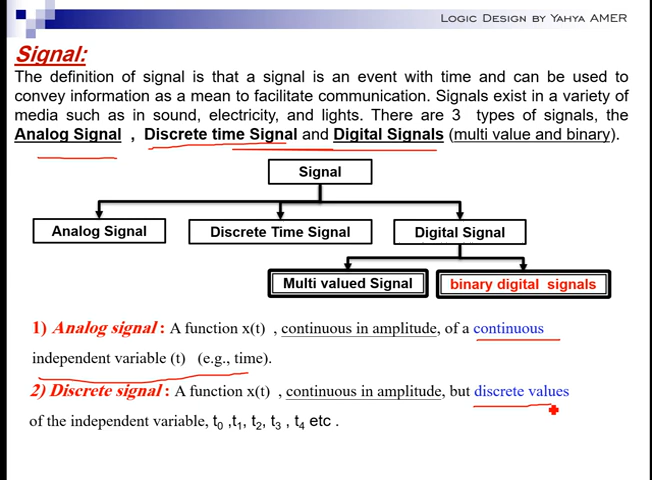 LOGIC DESIGN BY YAHYA AMER
Signal:
The definition of signal is that a signal is an event with time and can be used to
convey information as a mean to facilitate communication. Signals exist in a variety of
media such as in sound, electricity, and lights. There are 3 types of signals, the
Analog Signal , Discrete time Signal and Digital Signals (multi value and binary).
Signal
Analog Signal Discrete Time Signal Digital Signal
Multi valued Signal binary digital signals
1) Analog signal : A function x(t) , continuous in amplitude, of a continuous
independent variable (t) (e.g., time).
2) Discrete signal : A function x(t) , continuous in amplitude, but discrete values
of the independent variable, t₀ ,t₁, t₂, t₃ , t₄ etc .